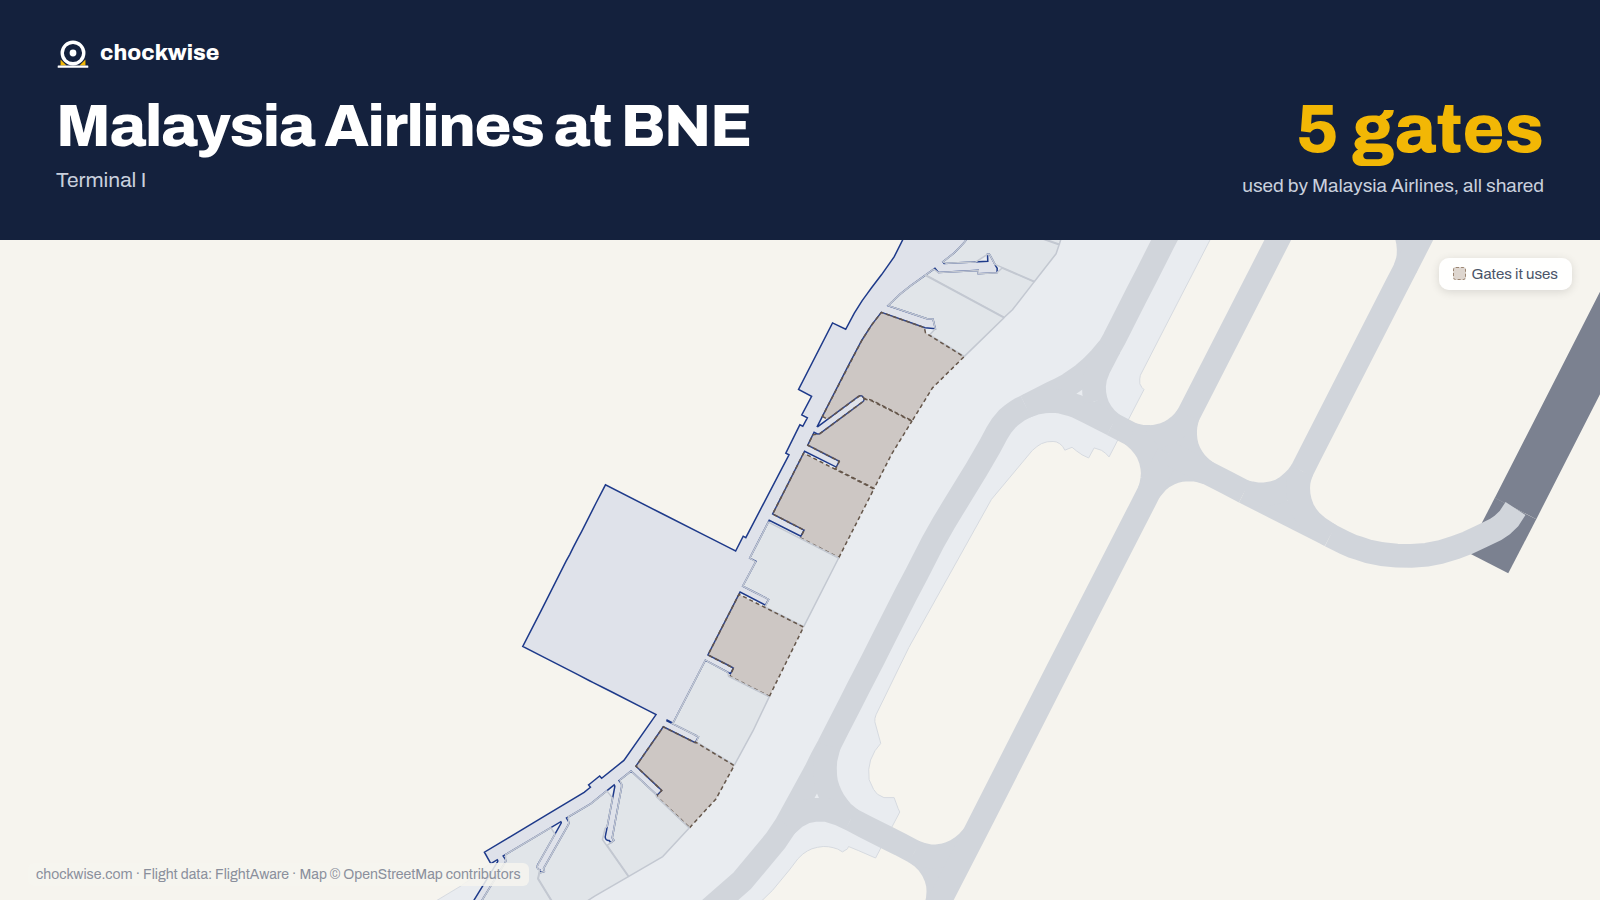 chockwise
Malaysia Airlines at BNE
Terminal I
5 gates
used by Malaysia Airlines, all shared
Gates it uses
chockwise.com · Flight data: FlightAware · Map © OpenStreetMap contributors